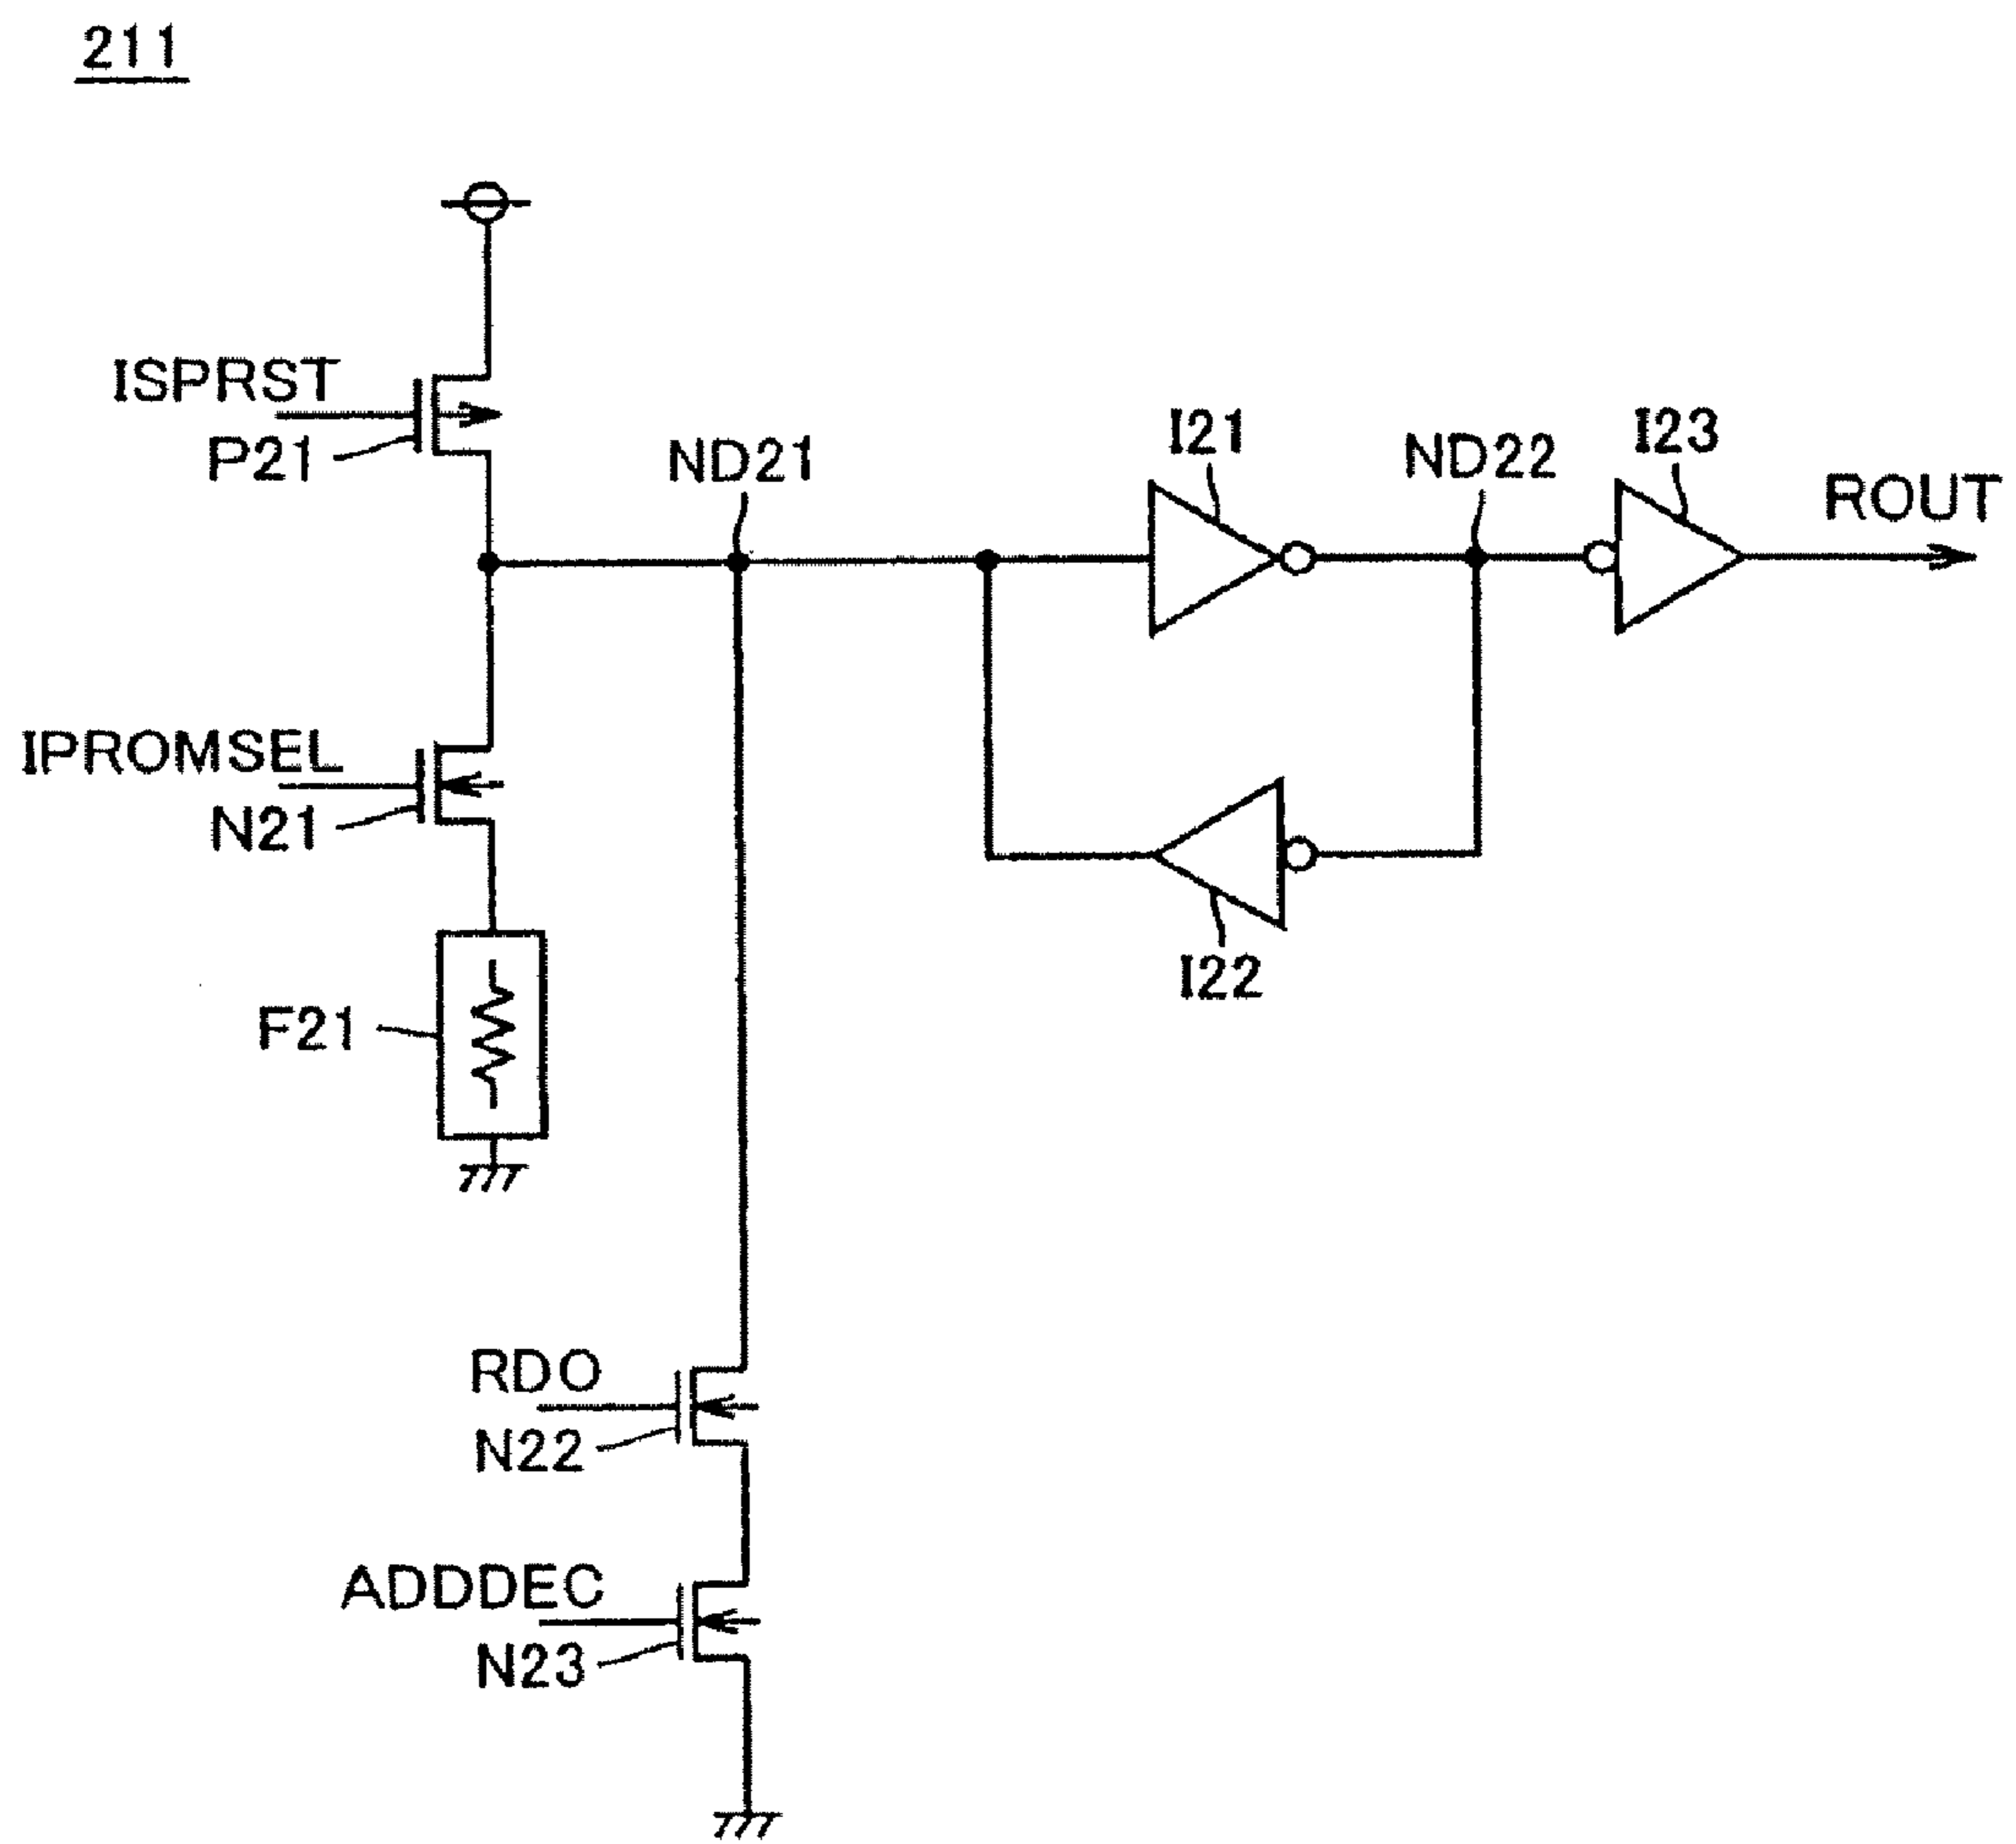 211
ISPRST
P21
ND21
I21
ND22
I23
ROUT
IPROMSEL
N21
F21
I22
RDO
N22
ADDDEC
N23